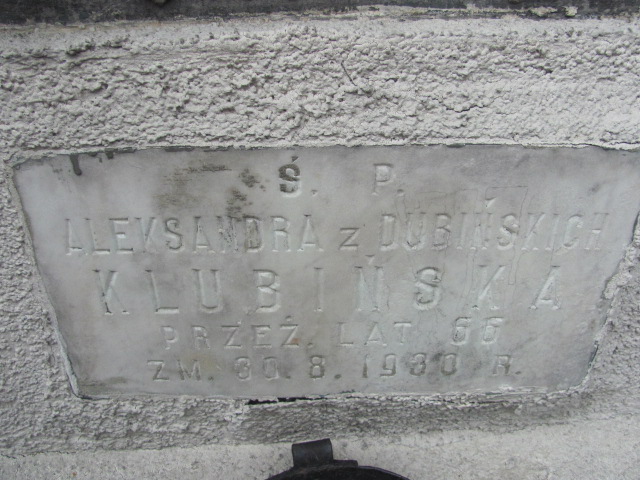 Ś. P.
ALEKSANDRA z DUBIŃSKICH
KLUBIŃSKA
PRZEŻ. LAT 66
ZM. 30. 8. 1930 R.